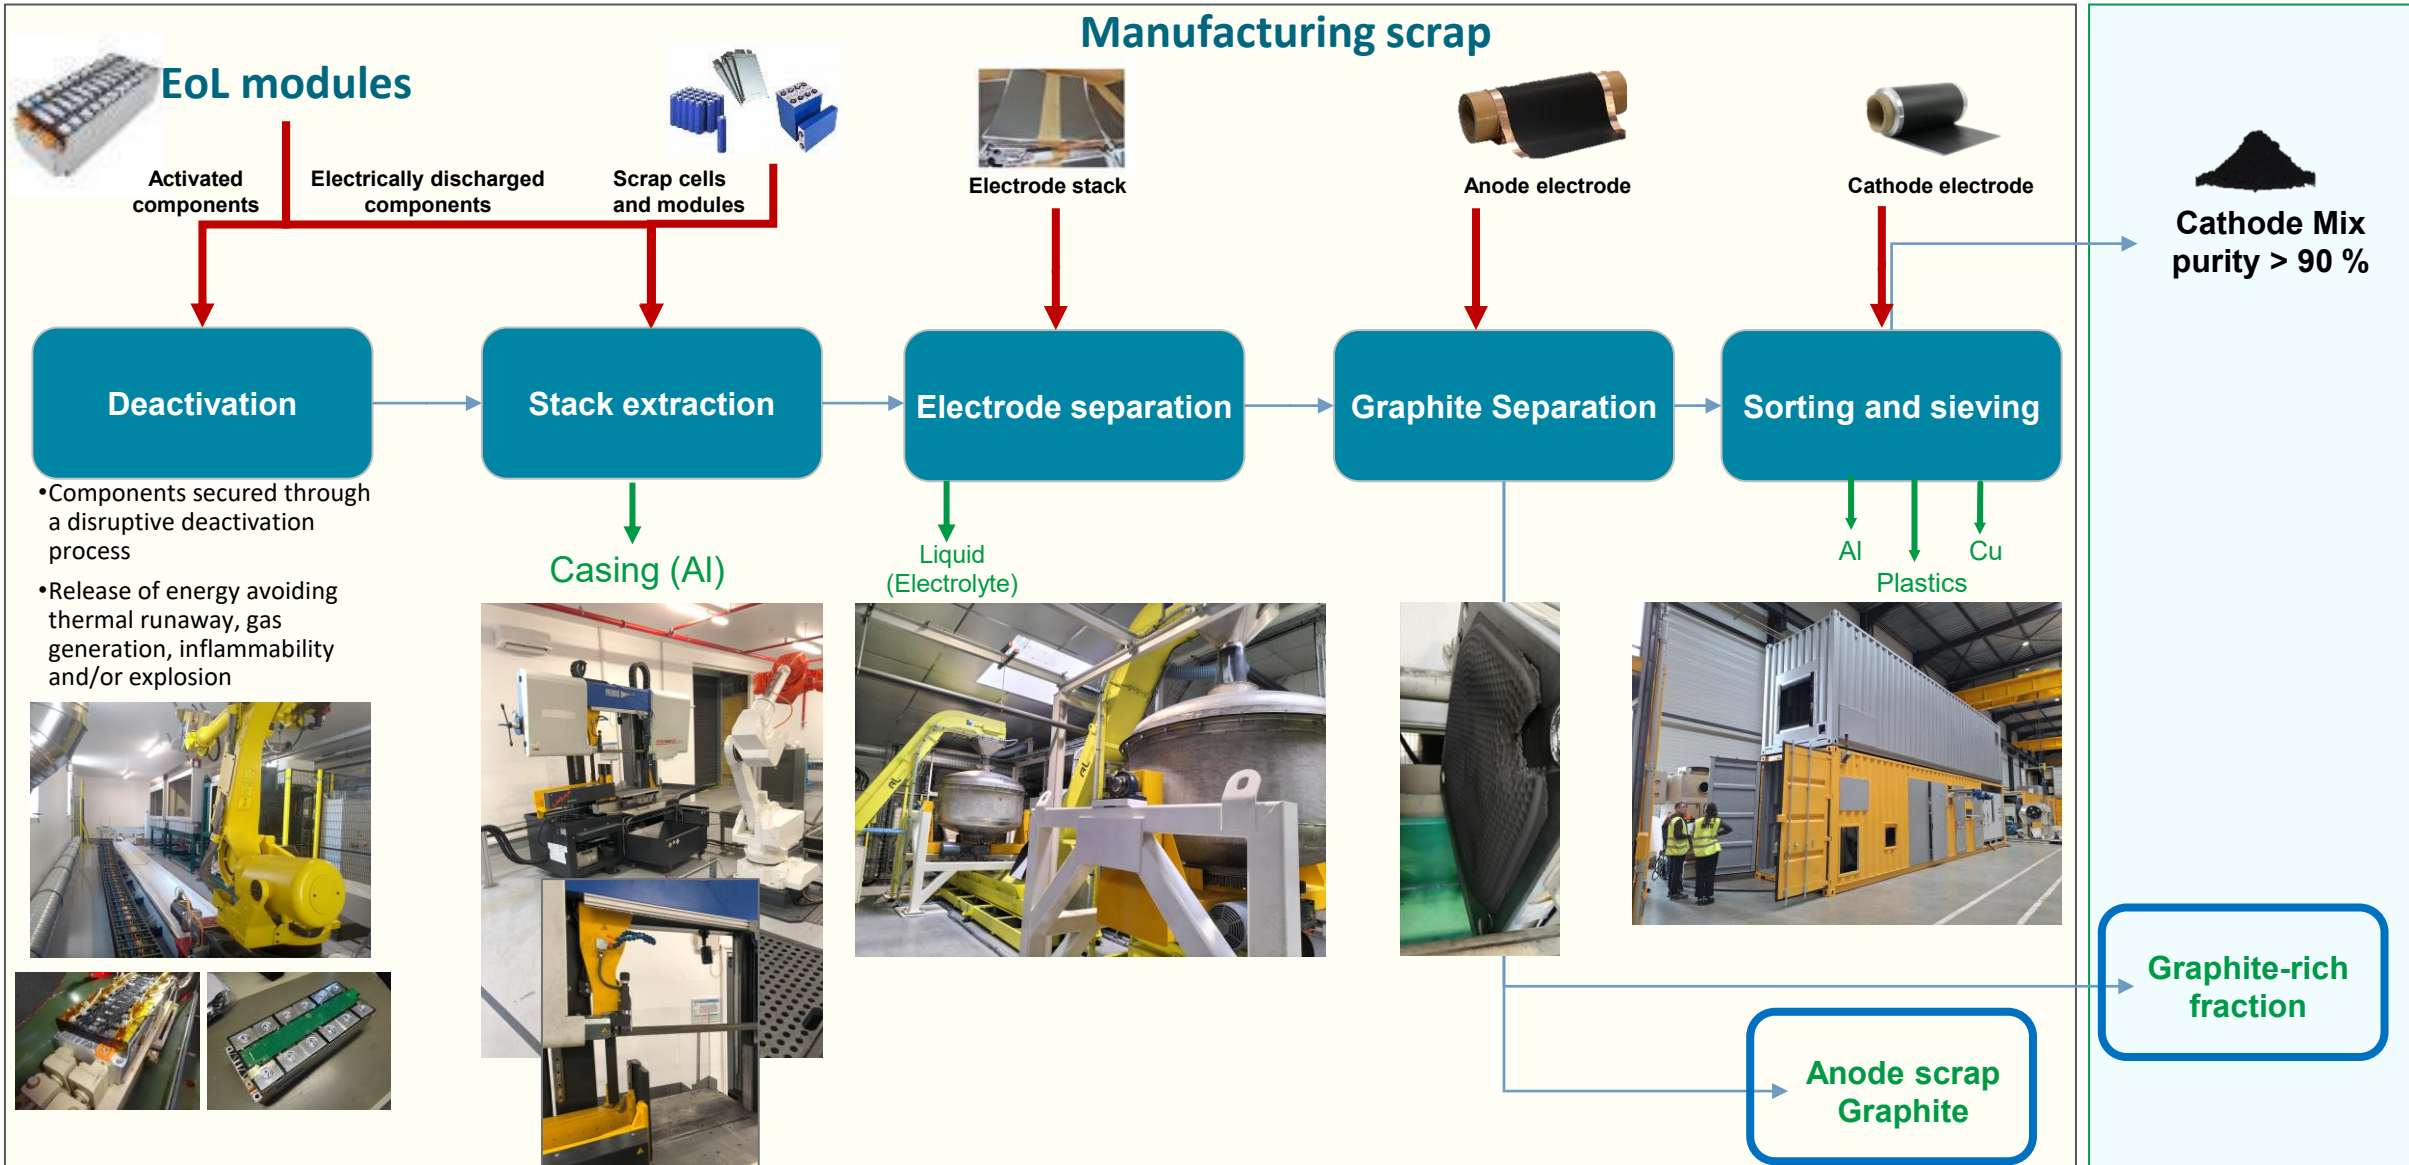 Manufacturing scrap
EoL modules
Activated
components
Electrically discharged
components
Scrap cells
and modules
Electrode stack
Anode electrode
Cathode electrode
Cathode Mix
purity > 90 %
Deactivation
Stack extraction
Electrode separation
Graphite Separation
Sorting and sieving
•Components secured through
a disruptive deactivation
process
•Release of energy avoiding
thermal runaway, gas
generation, inflammability
and/or explosion
Casing (Al)
Liquid
(Electrolyte)
Al
Plastics
Cu
Graphite-rich
fraction
Anode scrap
Graphite